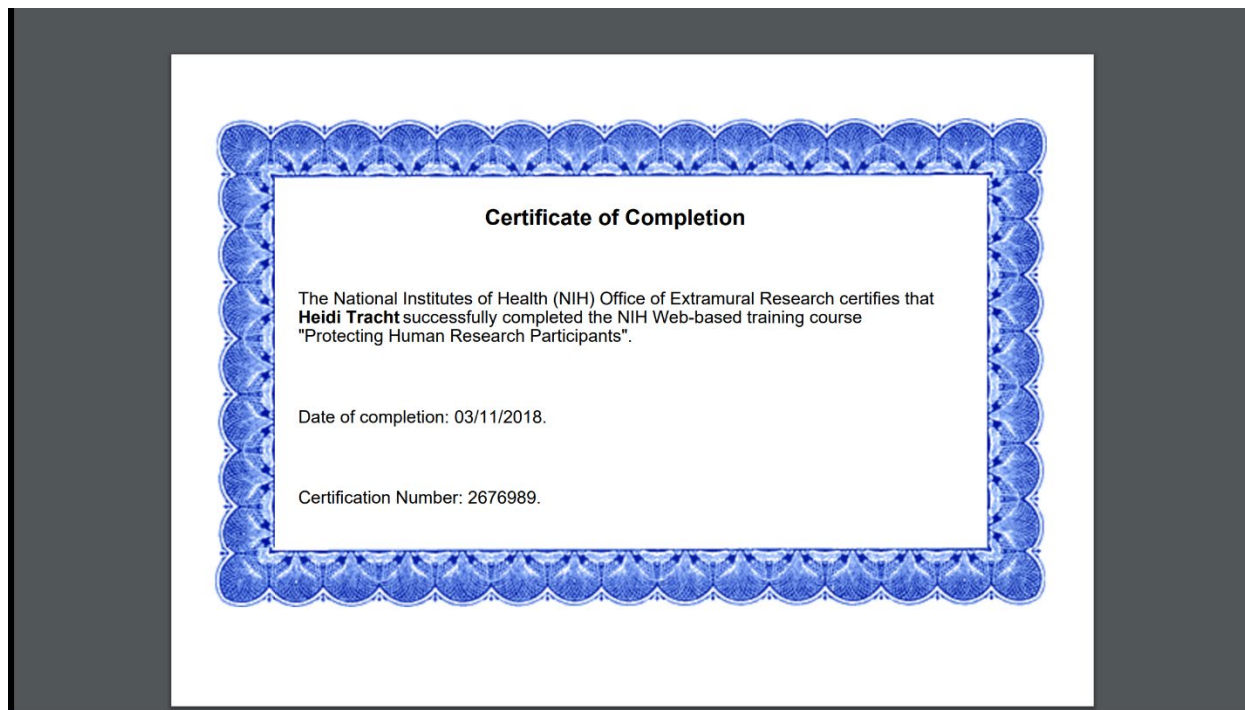 Certificate of Completion
The National Institutes of Health (NIH) Office of Extramural Research certifies that
Heidi Tracht successfully completed the NIH Web-based training course
"Protecting Human Research Participants".
Date of completion: 03/11/2018.
Certification Number: 2676989.